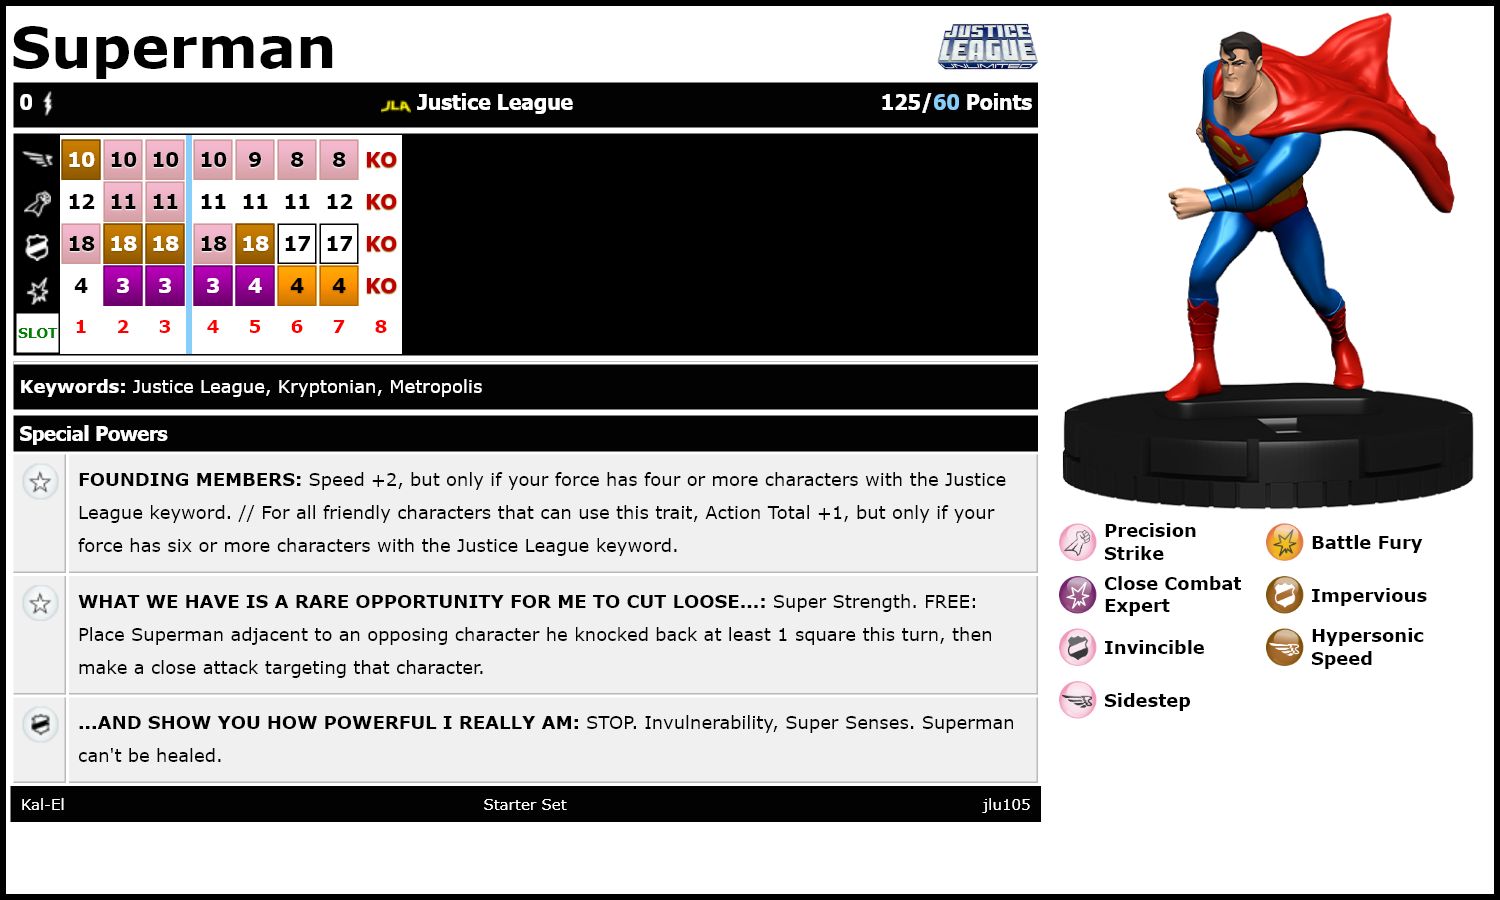 Superman
JUSTICE
LEAGUE
UNLIMITED
0 JLA Justice League 125/60 Points
10 10 10 10 9 8 8 KO
12 11 11 11 11 11 12 KO
18 18 18 18 18 17 17 KO
4 3 3 3 4 4 4 KO
SLOT 1 2 3 4 5 6 7 8
Keywords: Justice League, Kryptonian, Metropolis
Special Powers
FOUNDING MEMBERS: Speed +2, but only if your force has four or more characters with the Justice
League keyword. // For all friendly characters that can use this trait, Action Total +1, but only if your
force has six or more characters with the Justice League keyword.
WHAT WE HAVE IS A RARE OPPORTUNITY FOR ME TO CUT LOOSE...: Super Strength. FREE:
Place Superman adjacent to an opposing character he knocked back at least 1 square this turn, then
make a close attack targeting that character.
...AND SHOW YOU HOW POWERFUL I REALLY AM: STOP. Invulnerability, Super Senses. Superman
can't be healed.
Kal-El Starter Set jlu105
Precision
Strike
Battle Fury
Close Combat
Expert
Impervious
Invincible
Hypersonic
Speed
Sidestep